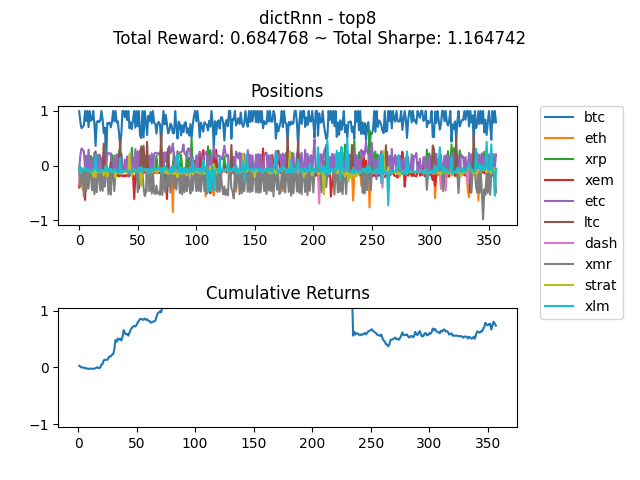 dictRnn - top8
Total Reward: 0.684768 ~ Total Sharpe: 1.164742
Positions
1
0
−1
0 50 100 150 200 250 300 350
btc
eth
xrp
xem
etc
ltc
dash
xmr
strat
xlm
Cumulative Returns
1
0
−1
0 50 100 150 200 250 300 350